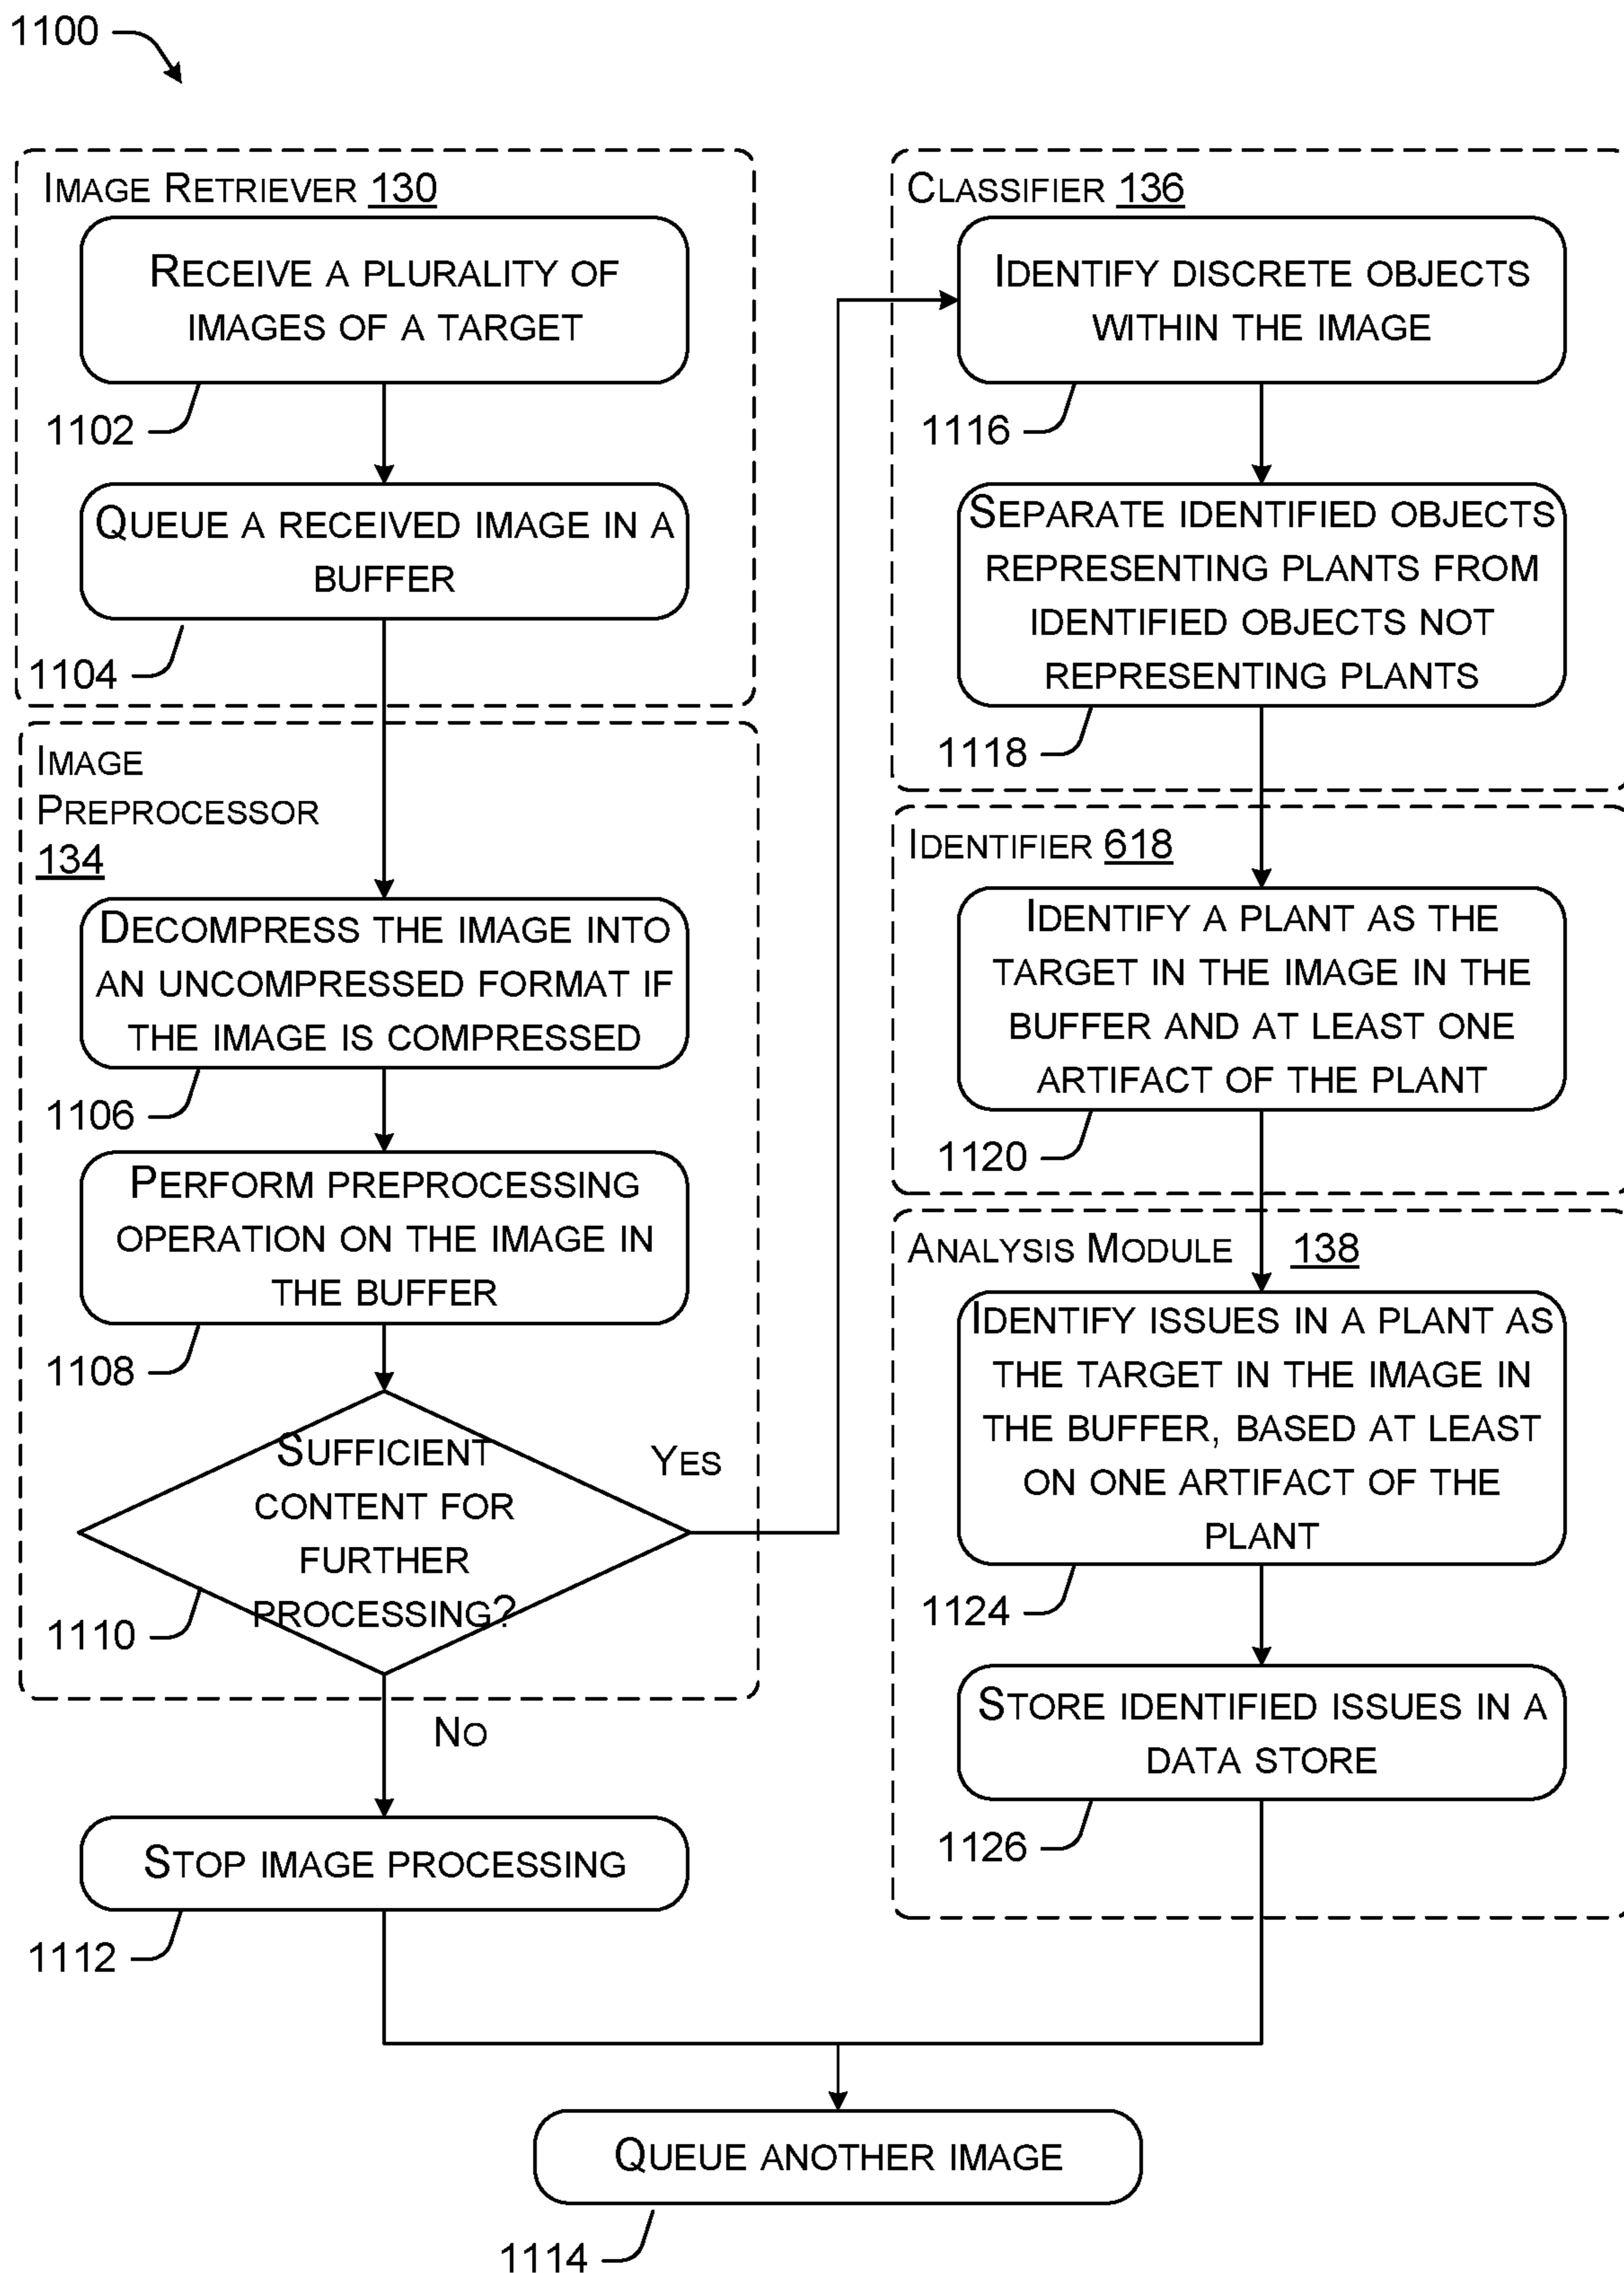 1100
IMAGE RETRIEVER 130
RECEIVE A PLURALITY OF
IMAGES OF A TARGET
1102
QUEUE A RECEIVED IMAGE IN A
BUFFER
1104
IMAGE
PREPROCESSOR
134
DECOMPRESS THE IMAGE INTO
AN UNCOMPRESSED FORMAT IF
THE IMAGE IS COMPRESSED
1106
PERFORM PREPROCESSING
OPERATION ON THE IMAGE IN
THE BUFFER
1108
SUFFICIENT
CONTENT FOR
FURTHER
PROCESSING?
YES
1110
NO
STOP IMAGE PROCESSING
1112
CLASSIFIER 136
IDENTIFY DISCRETE OBJECTS
WITHIN THE IMAGE
1116
SEPARATE IDENTIFIED OBJECTS
REPRESENTING PLANTS FROM
IDENTIFIED OBJECTS NOT
REPRESENTING PLANTS
1118
IDENTIFIER 618
IDENTIFY A PLANT AS THE
TARGET IN THE IMAGE IN THE
BUFFER AND AT LEAST ONE
ARTIFACT OF THE PLANT
1120
ANALYSIS MODULE 138
IDENTIFY ISSUES IN A PLANT AS
THE TARGET IN THE IMAGE IN
THE BUFFER, BASED AT LEAST
ON ONE ARTIFACT OF THE
PLANT
1124
STORE IDENTIFIED ISSUES IN A
DATA STORE
1126
QUEUE ANOTHER IMAGE
1114